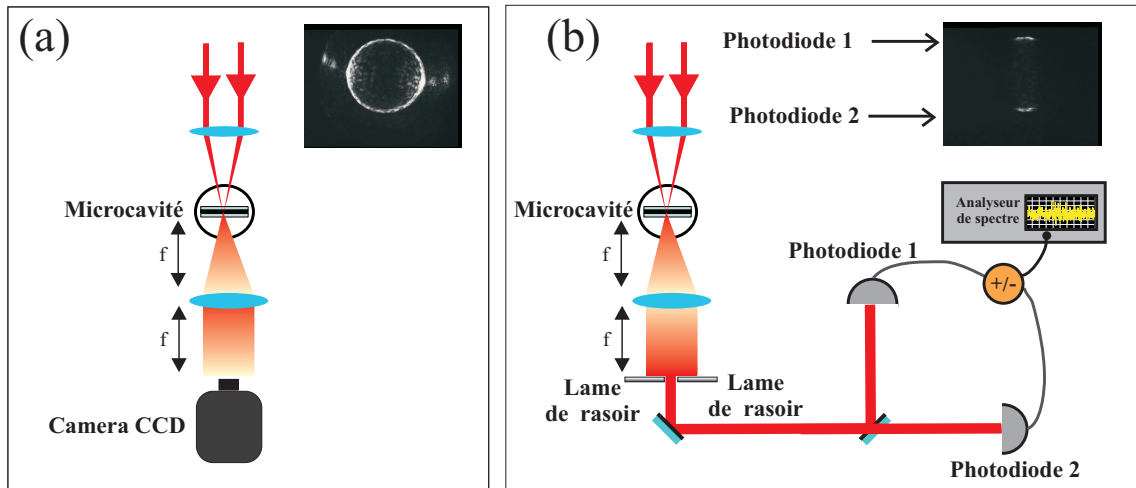 (a)
Microcavité
f
f
Camera CCD
(b)
Photodiode 1
Photodiode 2
Microcavité
f
f
Lame
de rasoir
Lame
de rasoir
Analyseur
de spectre
Photodiode 1
+/-
Photodiode 2